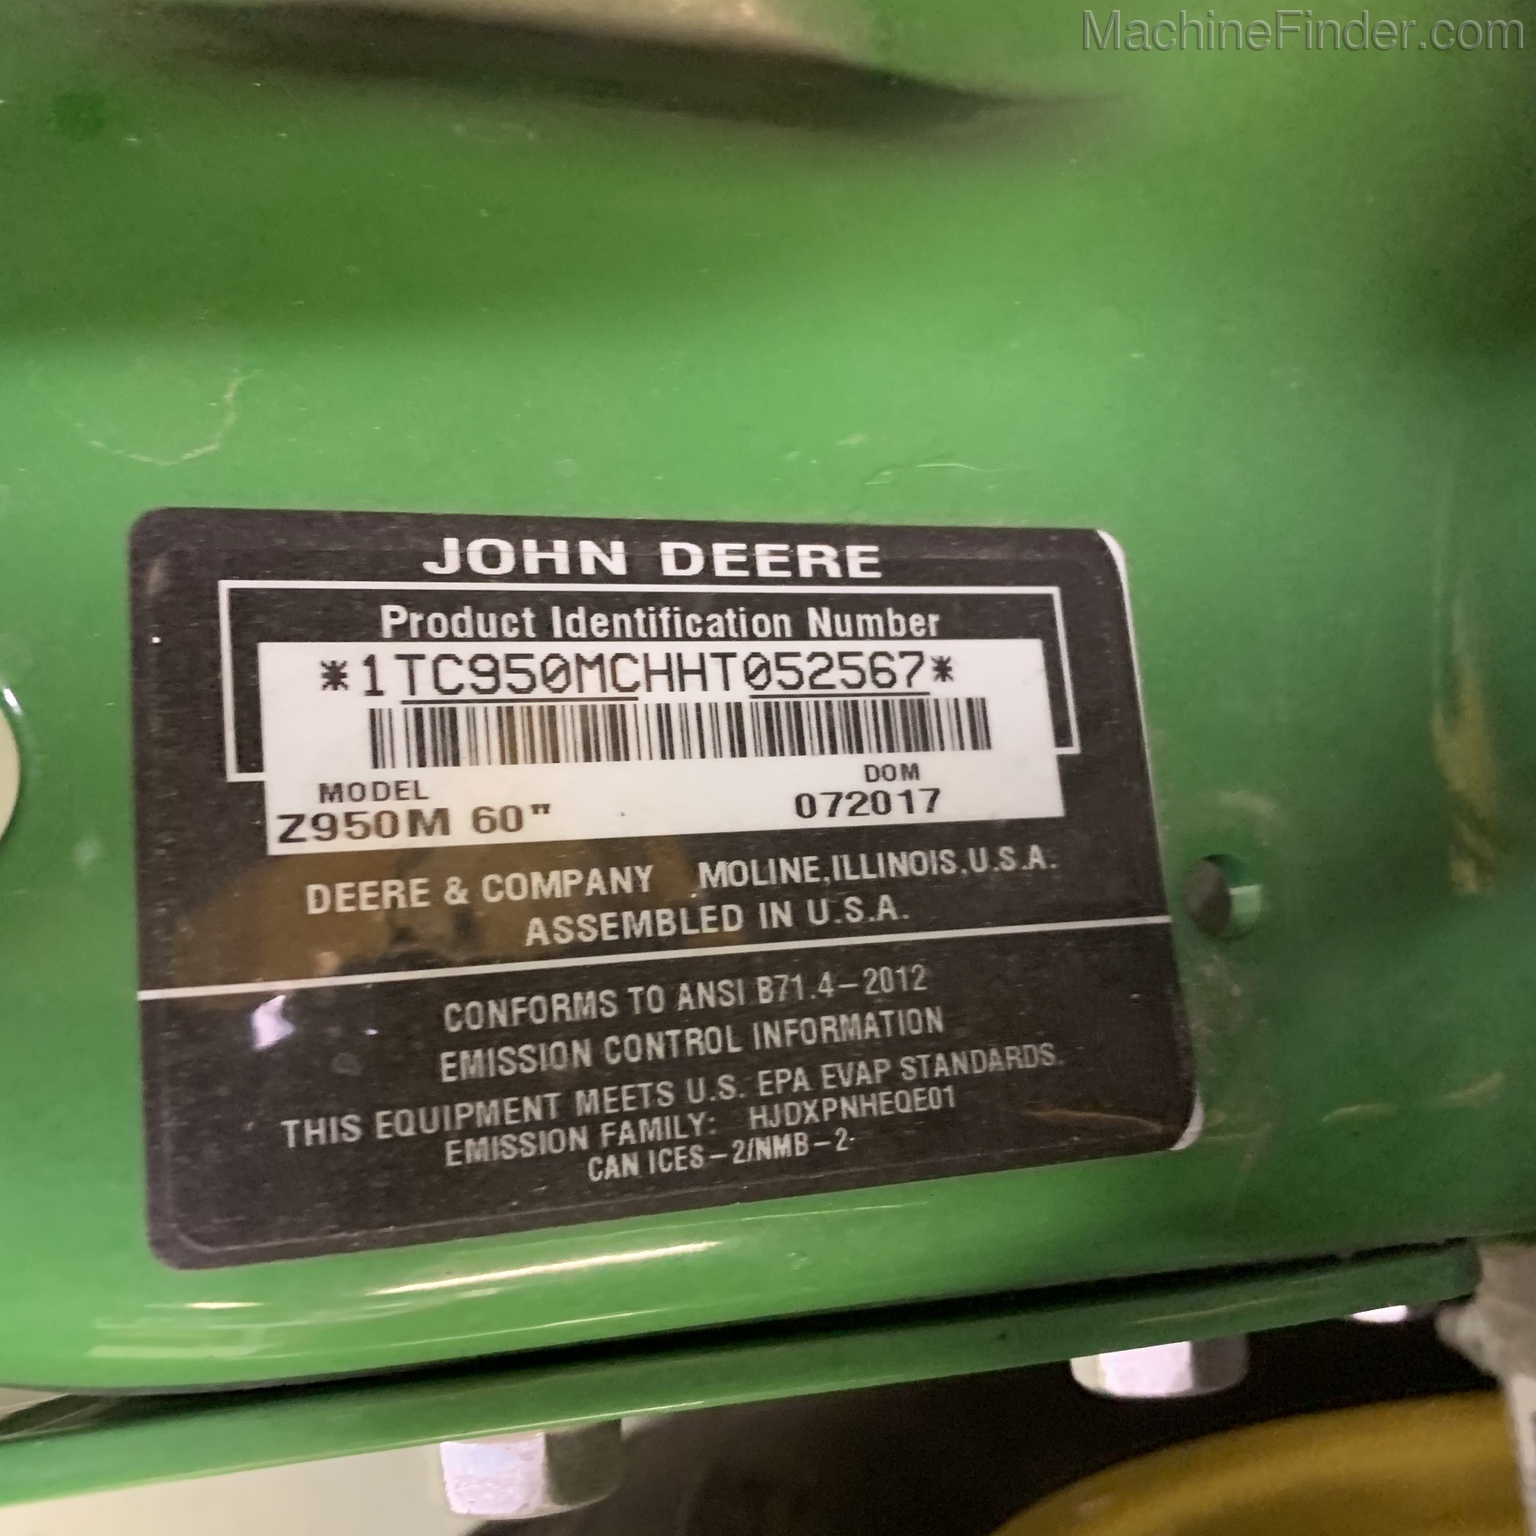 MachineFinder.com
JOHN DEERE
Product Identification Number
*1TC950MCHHT052567*
MODEL DOM
Z950M 60" 072017
DEERE & COMPANY MOLINE, ILLINOIS, U.S.A.
ASSEMBLED IN U.S.A.
CONFORMS TO ANSI B71.4-2012
EMISSION CONTROL INFORMATION
THIS EQUIPMENT MEETS U.S. EPA EVAP STANDARDS.
EMISSION FAMILY: HJDXPNHEQE01
CAN ICES-2/NMB-2